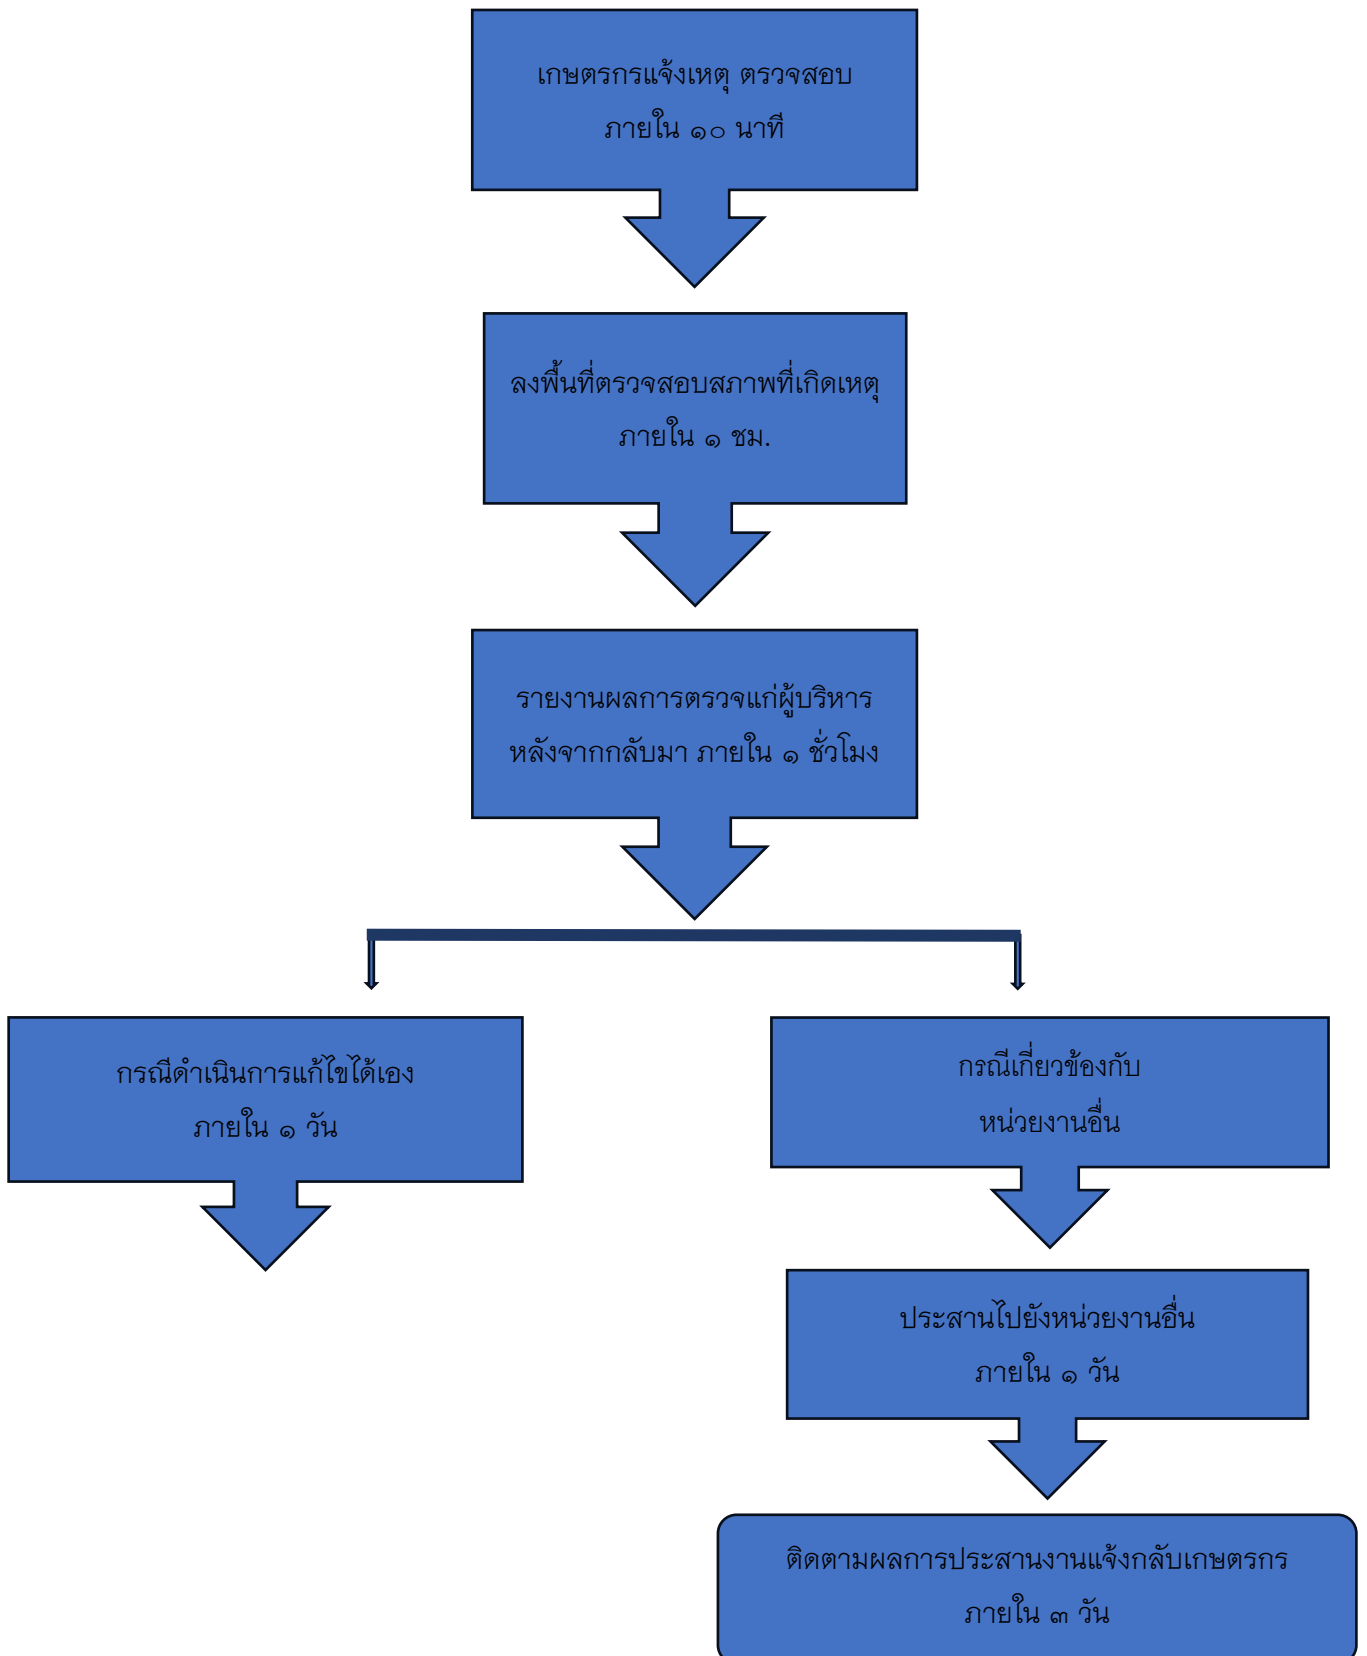 เกษตรกรแจ้งเหตุ ตรวจสอบ
ภายใน ๑๐ นาที
ลงพื้นที่ตรวจสอบสภาพที่เกิดเหตุ
ภายใน ๑ ชม.
รายงานผลการตรวจแก่ผู้บริหาร
หลังจากกลับมา ภายใน ๑ ชั่วโมง
กรณีดำเนินการแก้ไขได้เอง
ภายใน ๑ วัน
กรณีเกี่ยวข้องกับ
หน่วยงานอื่น
ประสานไปยังหน่วยงานอื่น
ภายใน ๑ วัน
ติดตามผลการประสานงานแจ้งกลับเกษตรกร
ภายใน ๓ วัน